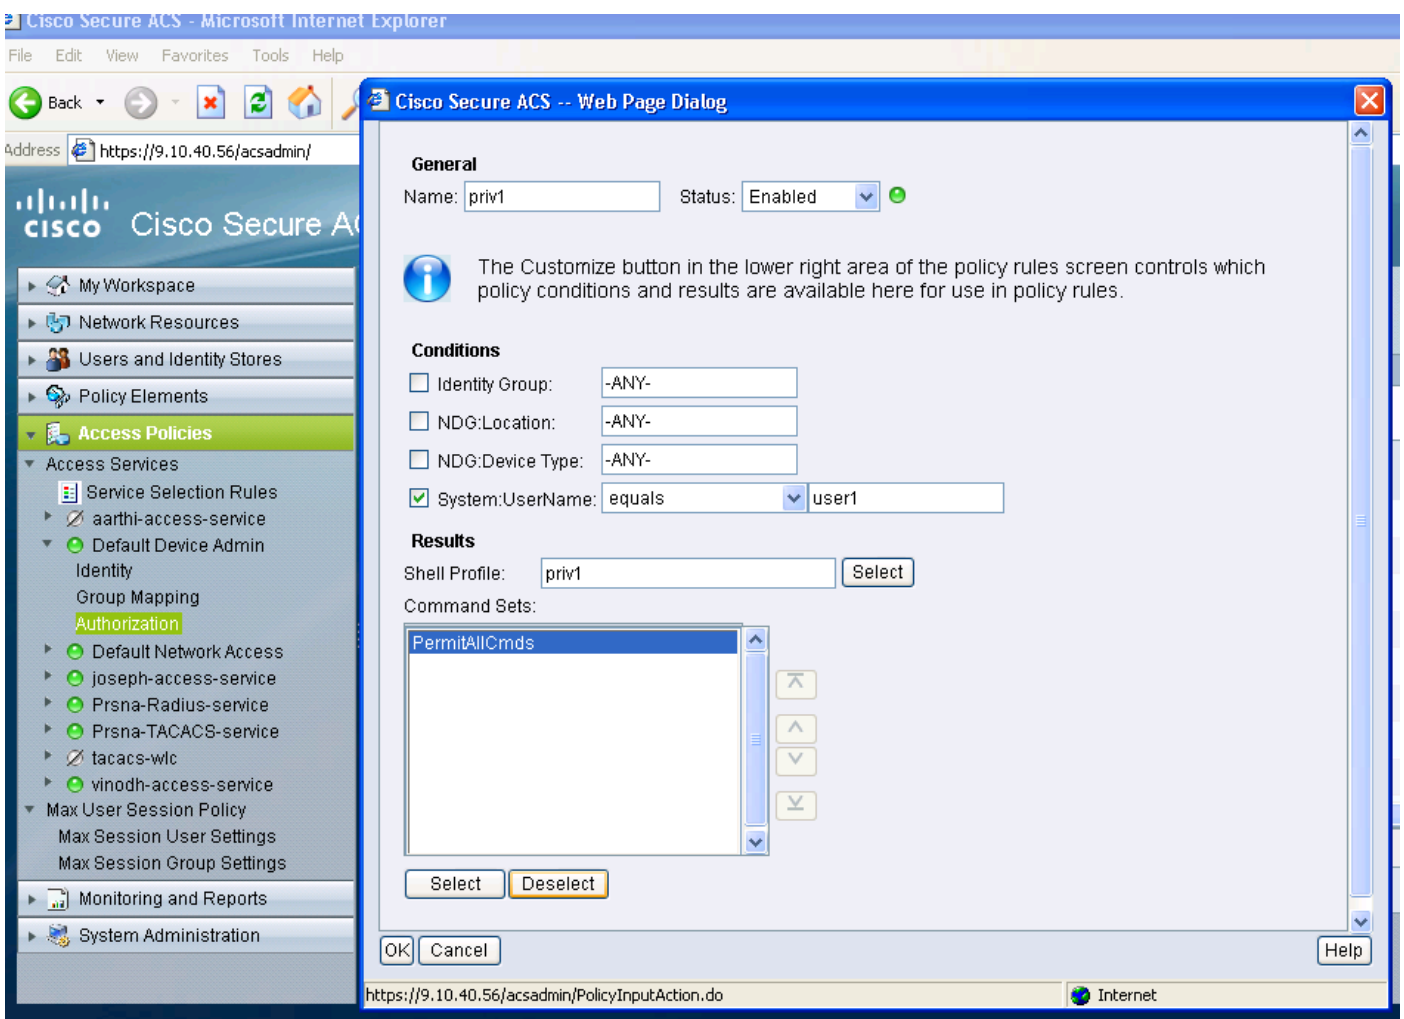 Cisco Secure ACS - Microsoft Internet Explorer
File Edit View Favorites Tools Help
Back
Address https://9.10.40.56/acsadmin/
cisco Cisco Secure A
My Workspace
Network Resources
Users and Identity Stores
Policy Elements
Access Policies
Access Services
Service Selection Rules
aarthi-access-service
Default Device Admin
Identity
Group Mapping
Authorization
Default Network Access
joseph-access-service
Prsna-Radius-service
Prsna-TACACS-service
tacacs-wlc
vinodh-access-service
Max User Session Policy
Max Session User Settings
Max Session Group Settings
Monitoring and Reports
System Administration
Cisco Secure ACS -- Web Page Dialog
General
Name: priv1 Status: Enabled
The Customize button in the lower right area of the policy rules screen controls which
policy conditions and results are available here for use in policy rules.
Conditions
Identity Group: -ANY-
NDG:Location: -ANY-
NDG:Device Type: -ANY-
System:UserName: equals user1
Results
Shell Profile: priv1 Select
Command Sets:
PermitAllCmds
Select Deselect
OK Cancel Help
https://9.10.40.56/acsadmin/PolicyInputAction.do Internet